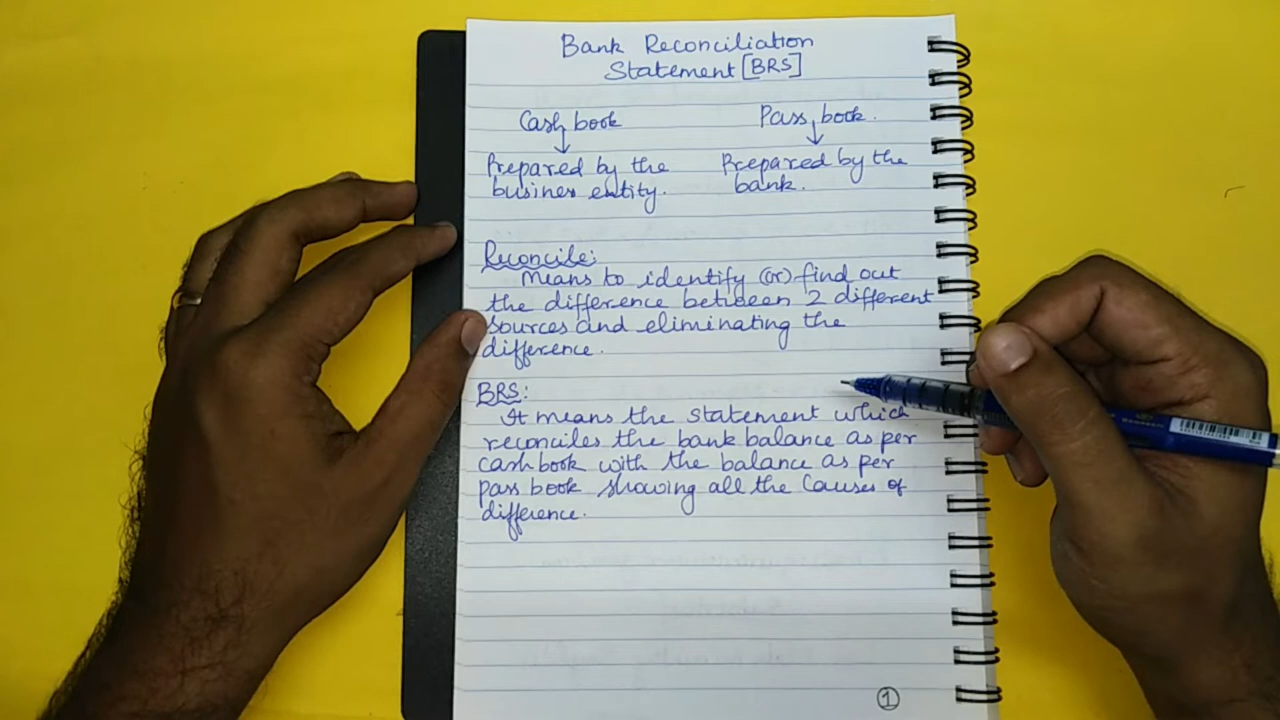 Bank Reconciliation
Statement [BRS]
Cash book
Pass book.
Prepared by the
business entity.
Prepared by the
bank.
Reconcile:
Means to identify (or) find out
the difference between 2 different
sources and eliminating the
difference.
BRS:
It means the statement which
reconciles the bank balance as per
cash book with the balance as per
pass book showing all the causes of
difference.
1